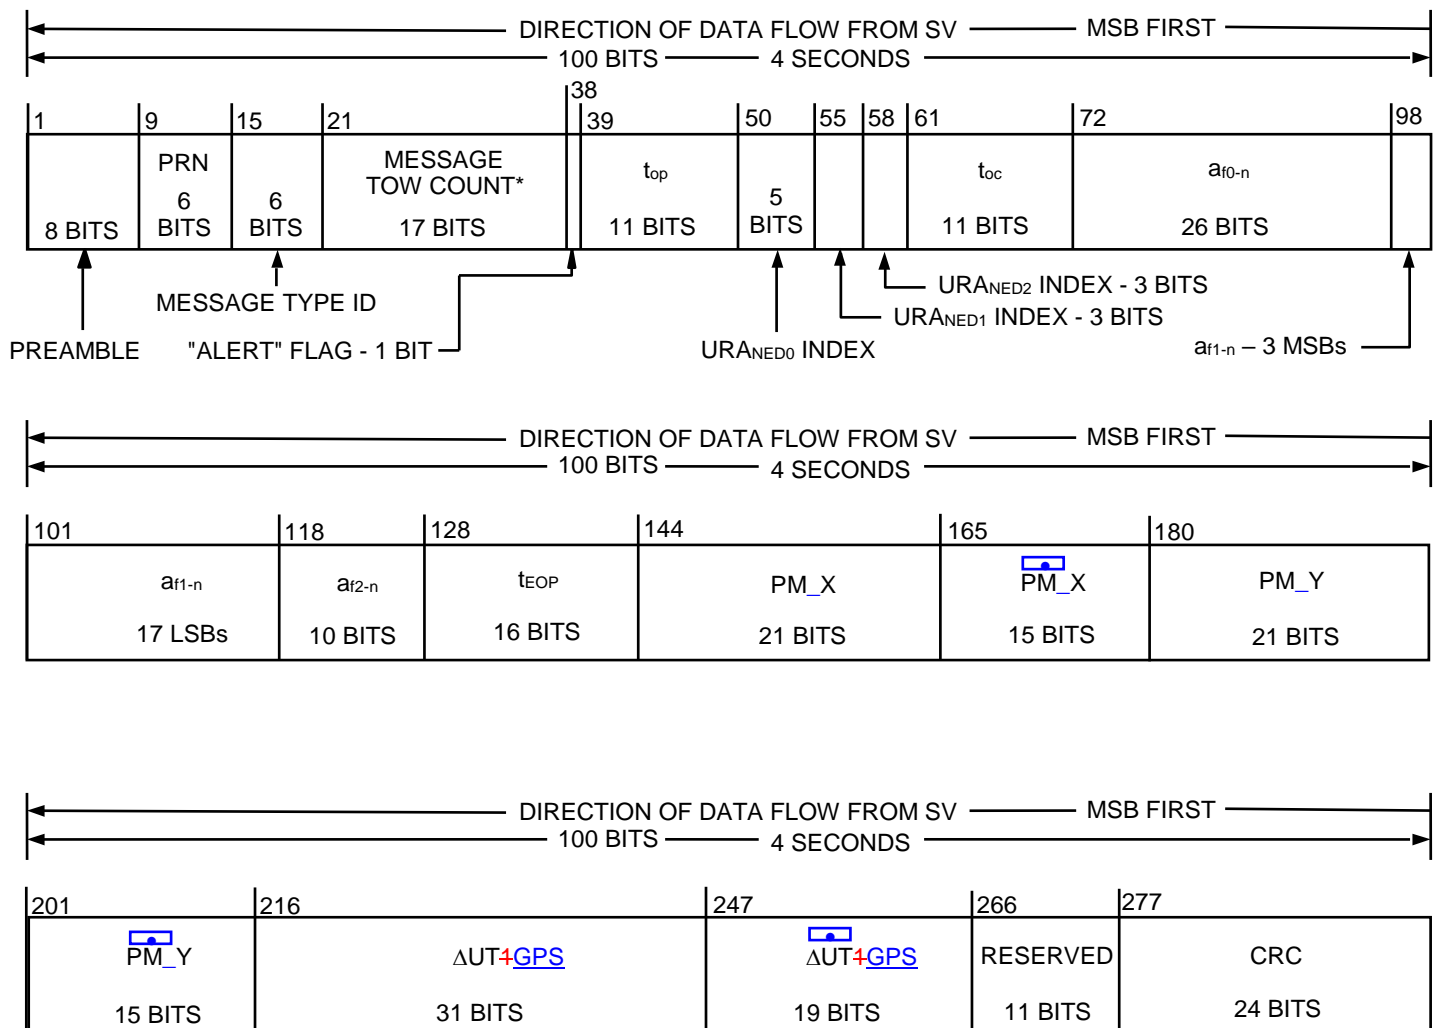 DIRECTION OF DATA FLOW FROM SV MSB FIRST
100 BITS 4 SECONDS
1 9 15 21 38 39 50 55 58 61 72 98
PRN MESSAGE TOW COUNT* top toc af0-n
8 BITS 6 BITS 6 BITS 17 BITS 11 BITS 5 BITS 11 BITS 26 BITS
MESSAGE TYPE ID
URANED2 INDEX - 3 BITS
URANED1 INDEX - 3 BITS
PREAMBLE "ALERT" FLAG - 1 BIT URANED0 INDEX af1-n – 3 MSBs
DIRECTION OF DATA FLOW FROM SV MSB FIRST
100 BITS 4 SECONDS
101 118 128 144 165 180
af1-n af2-n tEOP PM_X PM_X PM_Y
17 LSBs 10 BITS 16 BITS 21 BITS 15 BITS 21 BITS
DIRECTION OF DATA FLOW FROM SV MSB FIRST
100 BITS 4 SECONDS
201 216 247 266 277
PM_Y ΔUT1GPS ΔUT1GPS RESERVED CRC
15 BITS 31 BITS 19 BITS 11 BITS 24 BITS